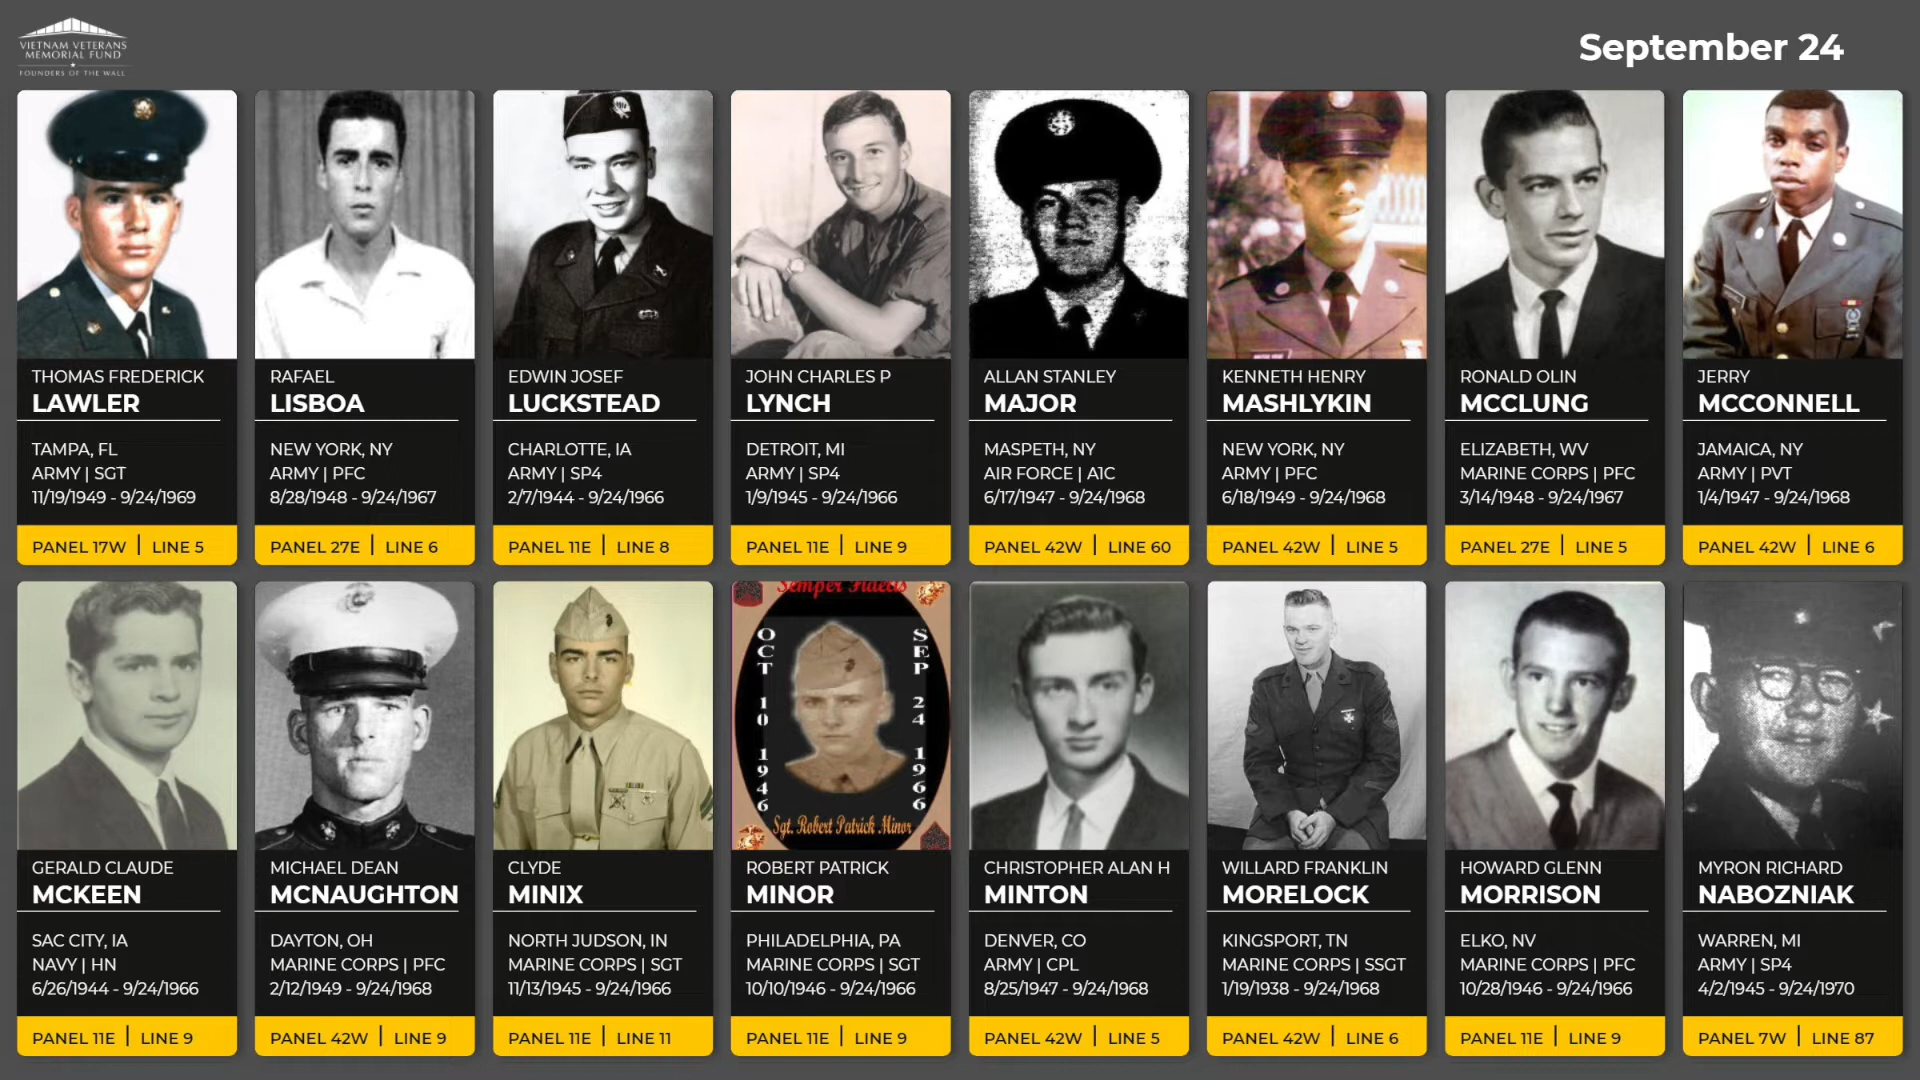 VIETNAM VETERANS
MEMORIAL FUND
FOUNDERS OF THE WALL
September 24
THOMAS FREDERICK
LAWLER
TAMPA, FL
ARMY | SGT
11/19/1949 - 9/24/1969
PANEL 17W | LINE 5
RAFAEL
LISBOA
NEW YORK, NY
ARMY | PFC
8/28/1948 - 9/24/1967
PANEL 27E | LINE 6
EDWIN JOSEF
LUCKSTEAD
CHARLOTTE, IA
ARMY | SP4
2/7/1944 - 9/24/1966
PANEL 11E | LINE 8
JOHN CHARLES P
LYNCH
DETROIT, MI
ARMY | SP4
1/9/1945 - 9/24/1966
PANEL 11E | LINE 9
ALLAN STANLEY
MAJOR
MASPETH, NY
AIR FORCE | A1C
6/17/1947 - 9/24/1968
PANEL 42W | LINE 60
KENNETH HENRY
MASHLYKIN
NEW YORK, NY
ARMY | PFC
6/18/1949 - 9/24/1968
PANEL 42W | LINE 5
RONALD OLIN
MCCLUNG
ELIZABETH, WV
MARINE CORPS | PFC
3/14/1948 - 9/24/1967
PANEL 27E | LINE 5
JERRY
MCCONNELL
JAMAICA, NY
ARMY | PVT
1/4/1947 - 9/24/1968
PANEL 42W | LINE 6
GERALD CLAUDE
MCKEEN
SAC CITY, IA
NAVY | HN
6/26/1944 - 9/24/1966
PANEL 11E | LINE 9
MICHAEL DEAN
MCNAUGHTON
DAYTON, OH
MARINE CORPS | PFC
2/12/1949 - 9/24/1968
PANEL 42W | LINE 9
CLYDE
MINIX
NORTH JUDSON, IN
MARINE CORPS | SGT
11/13/1945 - 9/24/1966
PANEL 11E | LINE 11
Semper Fidelis
OCT 10 1946
SEP 24 1966
Sgt. Robert Patrick Minor
ROBERT PATRICK
MINOR
PHILADELPHIA, PA
MARINE CORPS | SGT
10/10/1946 - 9/24/1966
PANEL 11E | LINE 9
CHRISTOPHER ALAN H
MINTON
DENVER, CO
ARMY | CPL
8/25/1947 - 9/24/1968
PANEL 42W | LINE 5
WILLARD FRANKLIN
MORELOCK
KINGSPORT, TN
MARINE CORPS | SSGT
1/19/1938 - 9/24/1968
PANEL 42W | LINE 6
HOWARD GLENN
MORRISON
ELKO, NV
MARINE CORPS | PFC
10/28/1946 - 9/24/1966
PANEL 11E | LINE 9
MYRON RICHARD
NABOZNIAK
WARREN, MI
ARMY | SP4
4/2/1945 - 9/24/1970
PANEL 7W | LINE 87